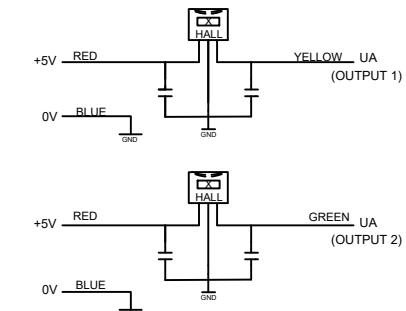 X
HALL
+5V RED YELLOW UA
(OUTPUT 1)
0V BLUE
GND GND
X
HALL
+5V RED GREEN UA
(OUTPUT 2)
0V BLUE
GND